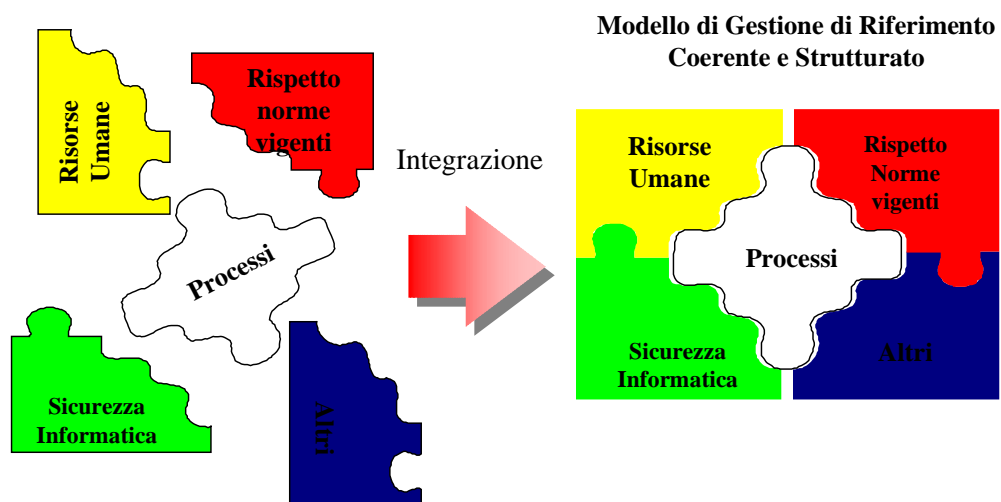 Modello di Gestione di Riferimento
Coerente e Strutturato
Risorse
Umane
Rispetto
norme
vigenti
Processi
Sicurezza
Informatica
Altri
Integrazione
Risorse
Umane
Rispetto
Norme
vigenti
Processi
Sicurezza
Informatica
Altri